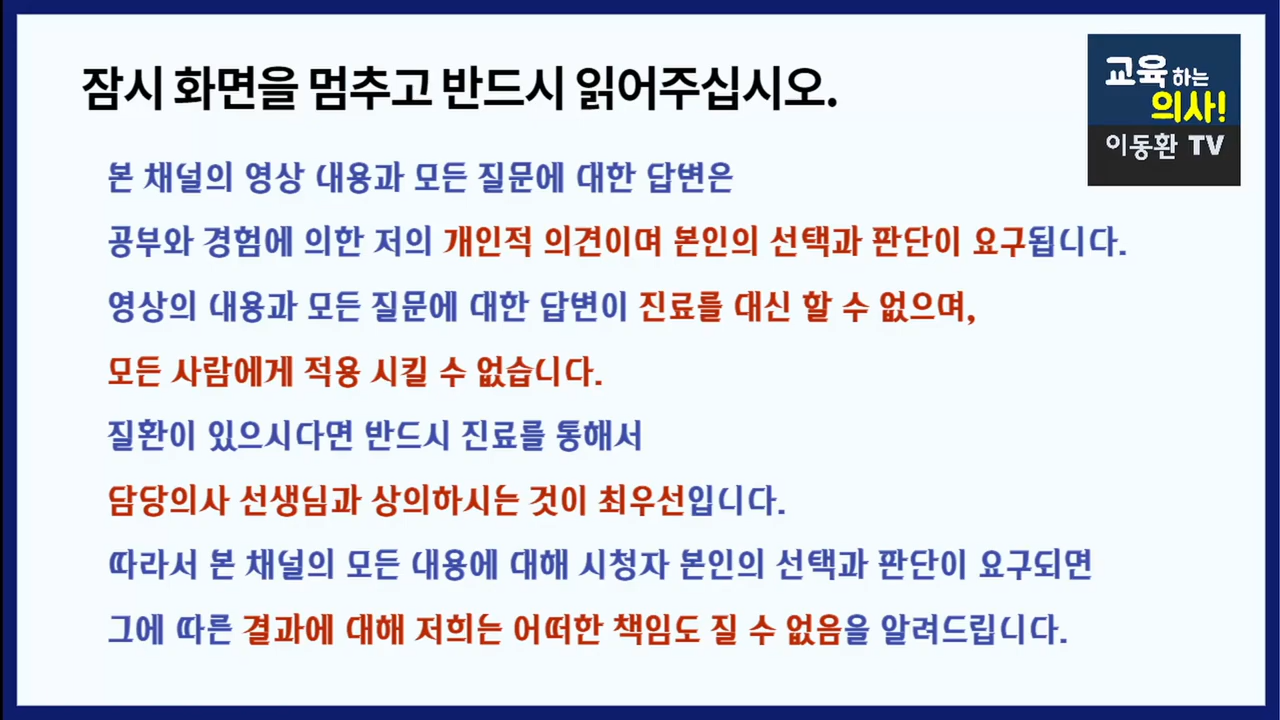 잠시 화면을 멈추고 반드시 읽어주십시오.
교육 하는
의사!
이동환 TV
본 채널의 영상 내용과 모든 질문에 대한 답변은
공부와 경험에 의한 저의 개인적 의견이며 본인의 선택과 판단이 요구됩니다.
영상의 내용과 모든 질문에 대한 답변이 진료를 대신 할 수 없으며,
모든 사람에게 적용 시킬 수 없습니다.
질환이 있으시다면 반드시 진료를 통해서
담당의사 선생님과 상의하시는 것이 최우선입니다.
따라서 본 채널의 모든 내용에 대해 시청자 본인의 선택과 판단이 요구되면
그에 따른 결과에 대해 저희는 어떠한 책임도 질 수 없음을 알려드립니다.